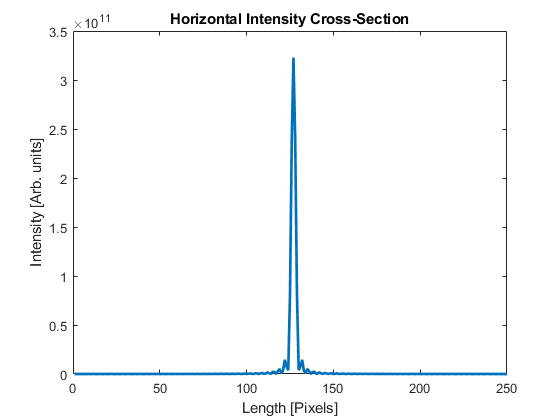 Horizontal Intensity Cross-Section
×10¹¹
3.5
3
2.5
2
1.5
1
0.5
0
Intensity [Arb. units]
0 50 100 150 200 250
Length [Pixels]